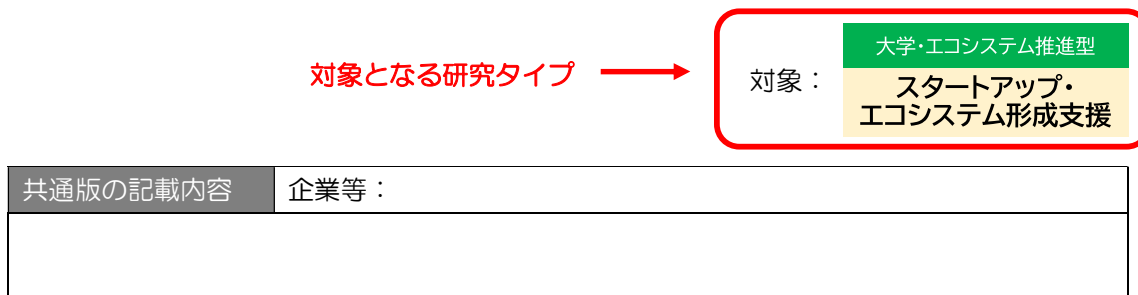 大学・エコシステム推進型
対象となる研究タイプ
対象：
スタートアップ・
エコシステム形成支援
共通版の記載内容
企業等：